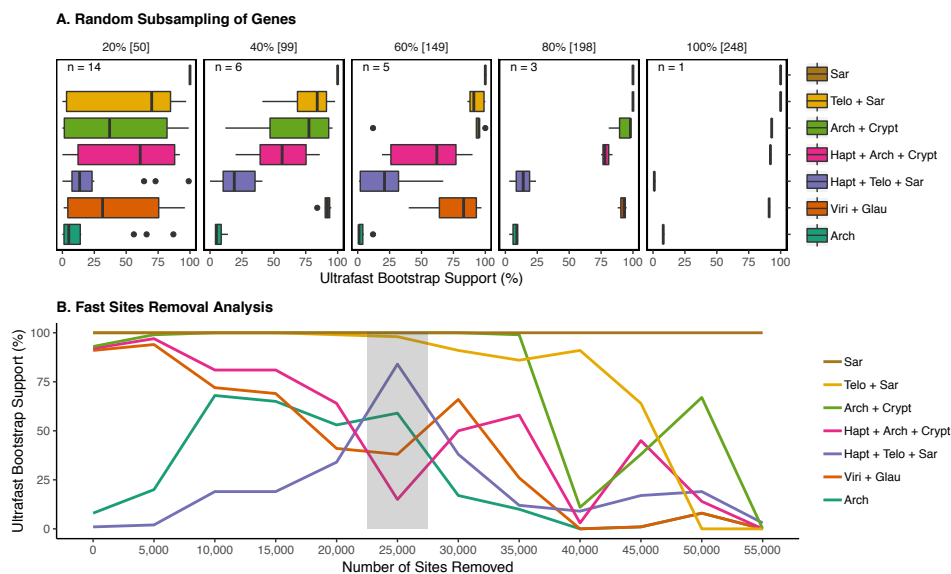 A. Random Subsampling of Genes
20% [50]
40% [99]
60% [149]
80% [198]
100% [248]
n = 14
n = 6
n = 5
n = 3
n = 1
Sar
Telo + Sar
Arch + Crypt
Hapt + Arch + Crypt
Hapt + Telo + Sar
Viri + Glau
Arch
0 25 50 75 100
0 25 50 75 100
0 25 50 75 100
0 25 50 75 100
0 25 50 75 100
Ultrafast Bootstrap Support (%)
B. Fast Sites Removal Analysis
Ultrafast Bootstrap Support (%)
100
75
50
25
0
0 5,000 10,000 15,000 20,000 25,000 30,000 35,000 40,000 45,000 50,000 55,000
Number of Sites Removed
Sar
Telo + Sar
Arch + Crypt
Hapt + Arch + Crypt
Hapt + Telo + Sar
Viri + Glau
Arch